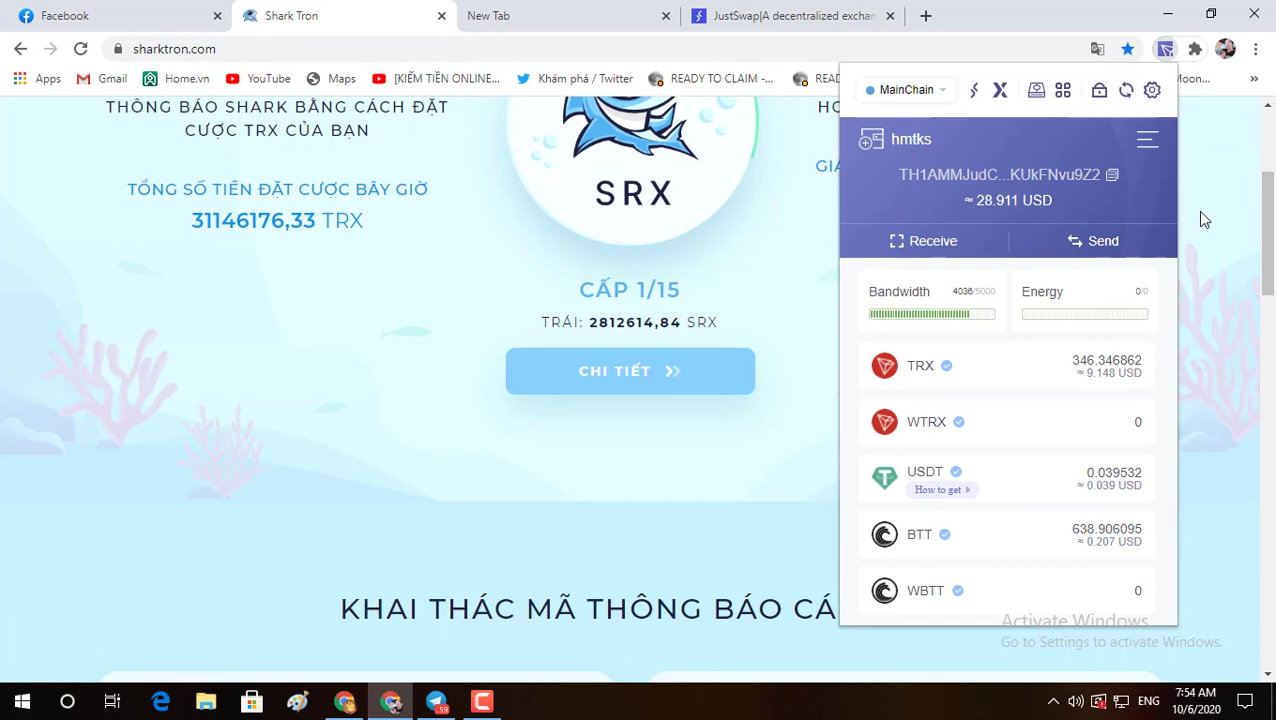 Facebook
Shark Tron
New Tab
JustSwap|A decentralized exchan
sharktron.com
Apps
Gmail
Home.vn
YouTube
Maps
[KIẾM TIỀN ONLINE...
Khám phá / Twitter
READY TO CLAIM -...
REA
Moon...
THÔNG BÁO SHARK BẰNG CÁCH ĐẶT
CƯỢC TRX CỦA BẠN
TỔNG SỐ TIỀN ĐẶT CƯỢC BÂY GIỜ
31146176,33 TRX
SRX
CẤP 1/15
TRÁI: 2812614,84 SRX
CHI TIẾT
HO
GIA
KHAI THÁC MÃ THÔNG BÁO CÁ
MainChain
hmtks
TH1AMMJudC...KUkFNvu9Z2
≈ 28.911 USD
Receive
Send
Bandwidth 4036/5000
Energy 0/0
TRX 346.346862
≈ 9.148 USD
WTRX 0
USDT 0.039532
How to get ≈ 0.039 USD
BTT 638.906095
≈ 0.207 USD
WBTT 0
Activate Windows
Go to Settings to activate Windows.
59
ENG
7:54 AM
10/6/2020